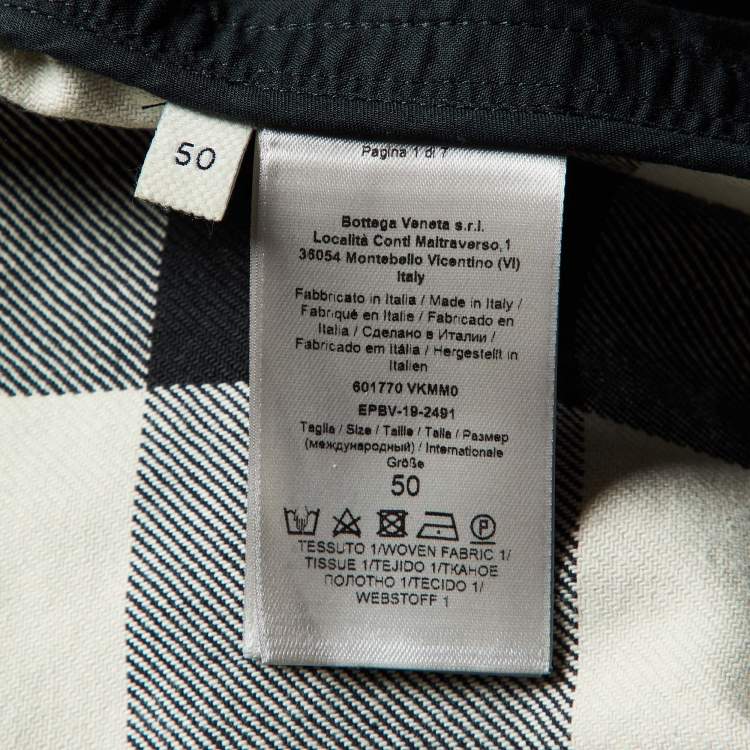 50
Pagina 1 di 7
Bottega Veneta s.r.l.
Località Conti Maltraverso,1
36054 Montebello Vicentino (VI)
Italy
Fabbricato in Italia / Made in Italy /
Fabriqué en Italie / Fabricado en
Italia / Сделано в Италии /
Fabricado em Itália / Hergestellt in
Italien
601770 VKMM0
EPBV-19-2491
Taglia / Size / Taille / Talla / Размер
(международный) / Internationale
Größe
50
P
TESSUTO 1/WOVEN FABRIC 1/
TISSUE 1/TEJIDO 1/ТКАНОЕ
ПОЛОТНО 1/TECIDO 1/
WEBSTOFF 1